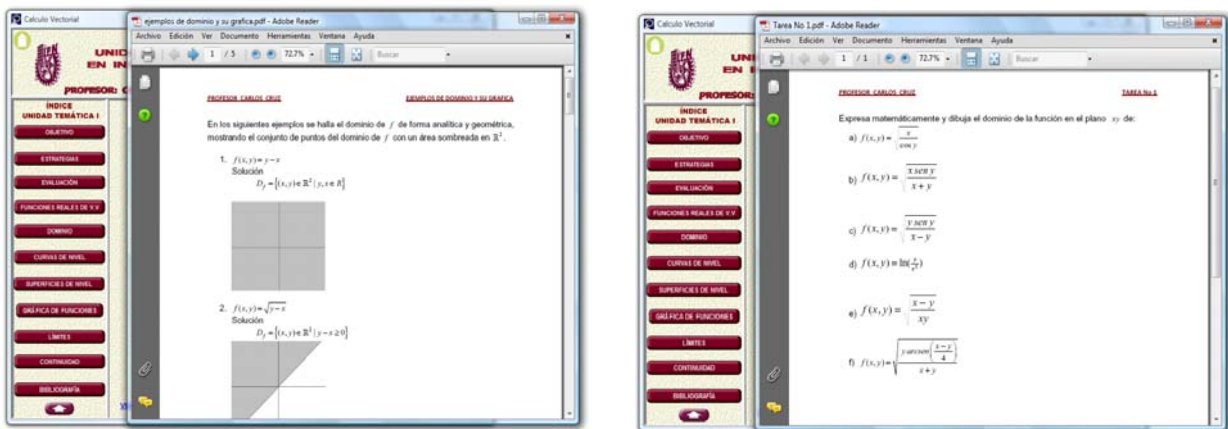 Calculo Vectorial
UNID
EN IN
PROFESOR: C
ÍNDICE
UNIDAD TEMÁTICA I
OBJETIVO
ESTRATEGIAS
EVALUACIÓN
FUNCIONES REALES DE V.V
DOMINIO
CURVAS DE NIVEL
SUPERFICIES DE NIVEL
GRÁFICA DE FUNCIONES
LÍMITES
CONTINUIDAD
BIBLIOGRAFÍA
ejemplos de dominio y su grafica.pdf - Adobe Reader
Archivo Edición Ver Documento Herramientas Ventana Ayuda
1 / 5 72.7% Buscar
PROFESOR CARLOS CRUZ EJEMPLOS DE DOMINIO Y SU GRAFICA
En los siguientes ejemplos se halla el dominio de f de forma analítica y geométrica,
mostrando el conjunto de puntos del dominio de f con un área sombreada en ℝ².
1. f(x,y)=y−x
Solución
D_f = {(x,y)∈ℝ² | y,x∈R}
2. f(x,y)=√(y−x)
Solución
D_f = {(x,y)∈ℝ² | y−x≥0}
Calculo Vectorial
UNI
EN I
PROFESOR:
ÍNDICE
UNIDAD TEMÁTICA I
OBJETIVO
ESTRATEGIAS
EVALUACIÓN
FUNCIONES REALES DE V.V
DOMINIO
CURVAS DE NIVEL
SUPERFICIES DE NIVEL
GRÁFICA DE FUNCIONES
LÍMITES
CONTINUIDAD
BIBLIOGRAFÍA
Tarea No 1.pdf - Adobe Reader
Archivo Edición Ver Documento Herramientas Ventana Ayuda
1 / 1 72.7% Buscar
PROFESOR CARLOS CRUZ TAREA No 1
Expresa matemáticamente y dibuja el dominio de la función en el plano xy de:
a) f(x,y)=√(x/cos y)
b) f(x,y)=√(x sen y/(x+y))
c) f(x,y)=√(y sen y/(x−y))
d) f(x,y)=ln(
e) f(x,y)=√((x−y)/xy)
f) f(x,y)=√(y arcsen((x−y)/4)/(x+y))